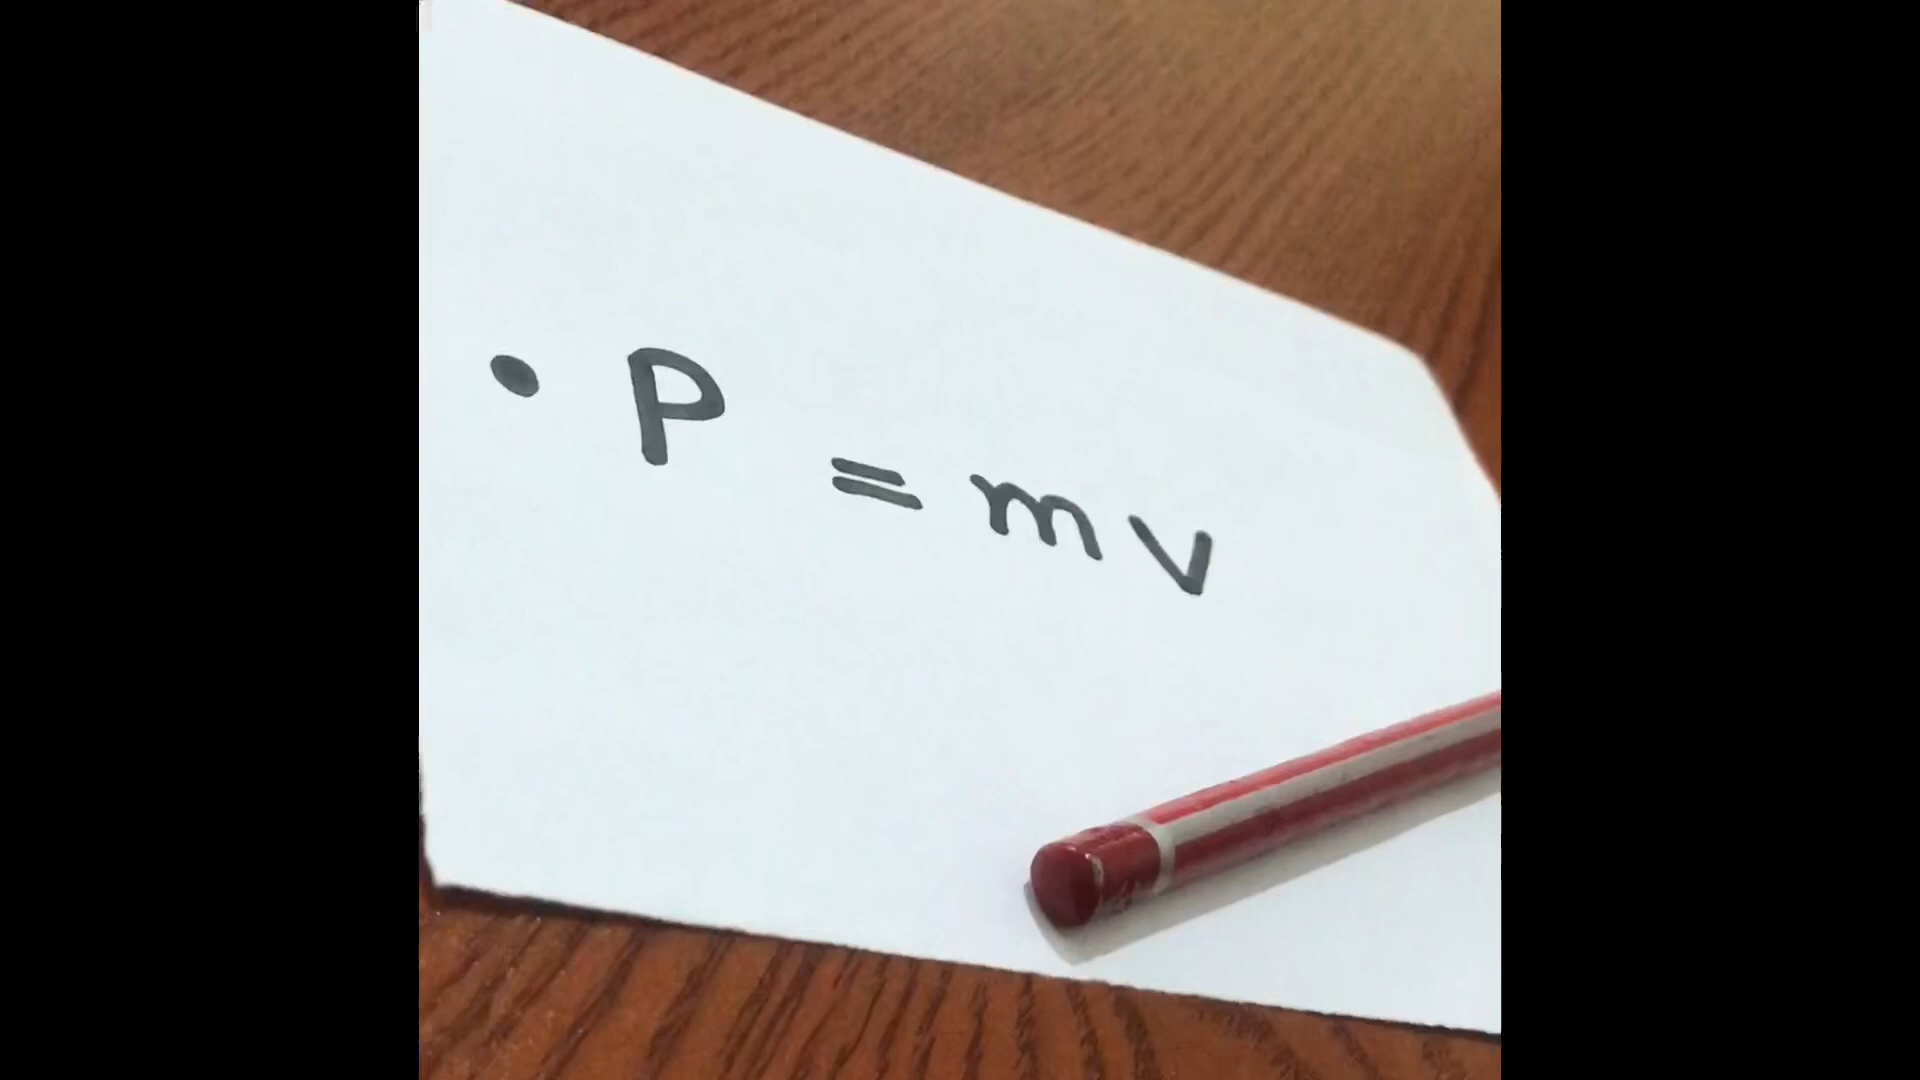 • P = mv